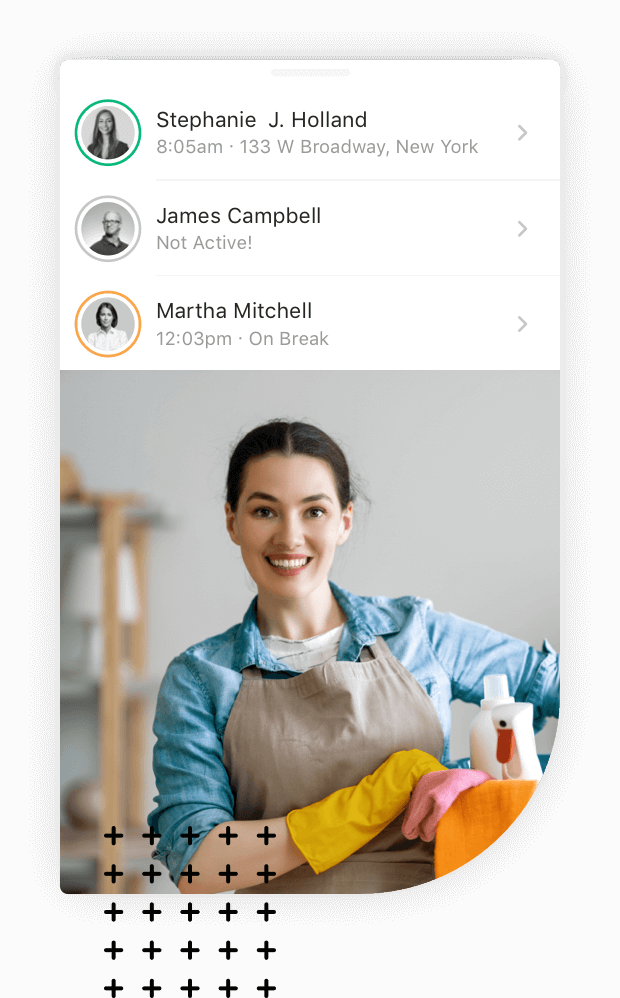 Stephanie  J. Holland
8:05am · 133 W Broadway, New York
James Campbell
Not Active!
Martha Mitchell
12:03pm · On Break